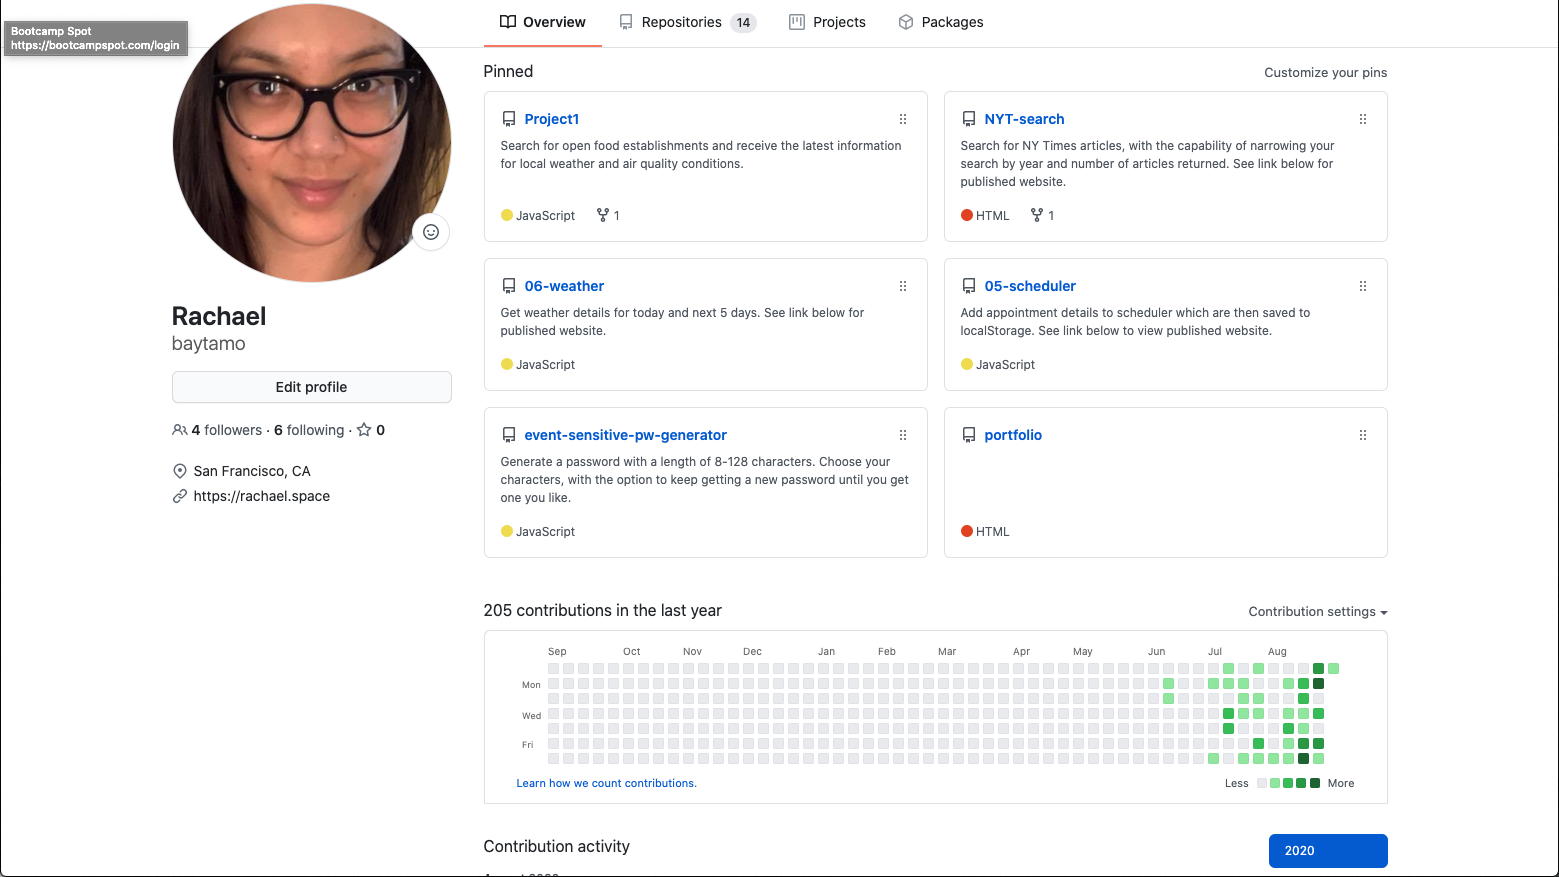 Bootcamp Spot
https://bootcampspot.com/login
Overview
Repositories 14
Projects
Packages
Rachael
baytamo
Edit profile
4 followers · 6 following · 0
San Francisco, CA
https://rachael.space
Pinned
Customize your pins
Project1
Search for open food establishments and receive the latest information
for local weather and air quality conditions.
JavaScript 1
NYT-search
Search for NY Times articles, with the capability of narrowing your
search by year and number of articles returned. See link below for
published website.
HTML 1
06-weather
Get weather details for today and next 5 days. See link below for
published website.
JavaScript
05-scheduler
Add appointment details to scheduler which are then saved to
localStorage. See link below to view published website.
JavaScript
event-sensitive-pw-generator
Generate a password with a length of 8-128 characters. Choose your
characters, with the option to keep getting a new password until you get
one you like.
JavaScript
portfolio
HTML
205 contributions in the last year
Contribution settings
Sep Oct Nov Dec Jan Feb Mar Apr May Jun Jul Aug
Mon
Wed
Fri
Learn how we count contributions.
Less More
Contribution activity
2020